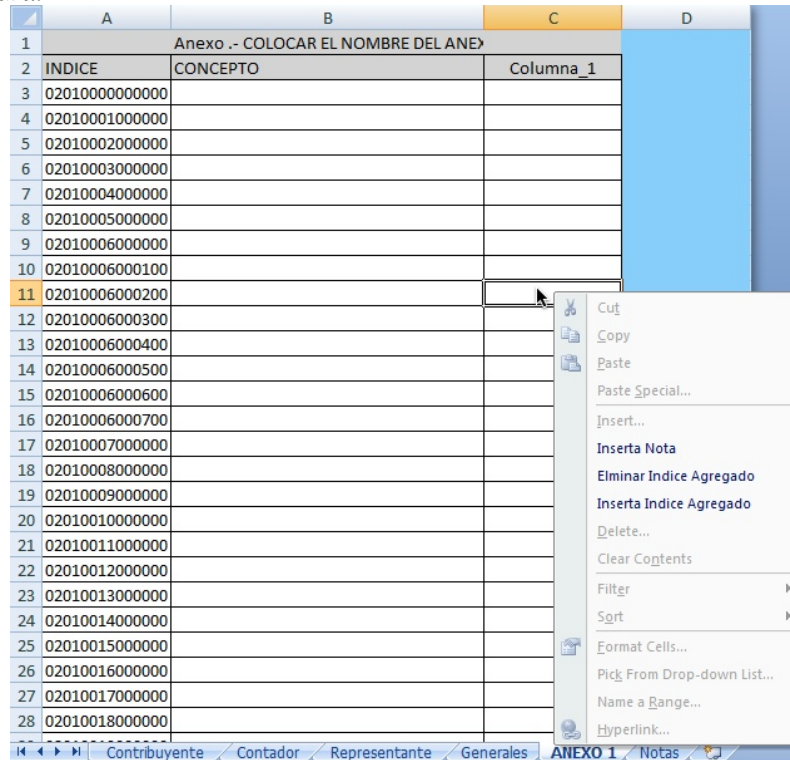 A B C D
1 Anexo .- COLOCAR EL NOMBRE DEL ANEX
2 INDICE CONCEPTO Columna_1
3 02010000000000
4 02010001000000
5 02010002000000
6 02010003000000
7 02010004000000
8 02010005000000
9 02010006000000
10 02010006000100
11 02010006000200
12 02010006000300
13 02010006000400
14 02010006000500
15 02010006000600
16 02010006000700
17 02010007000000
18 02010008000000
19 02010009000000
20 02010010000000
21 02010011000000
22 02010012000000
23 02010013000000
24 02010014000000
25 02010015000000
26 02010016000000
27 02010017000000
28 02010018000000
Cut
Copy
Paste
Paste Special...
Insert...
Inserta Nota
Elminar Indice Agregado
Inserta Indice Agregado
Delete...
Clear Contents
Filter
Sort
Format Cells...
Pick From Drop-down List...
Name a Range...
Hyperlink...
Contribuyente Contador Representante Generales ANEXO 1 Notas